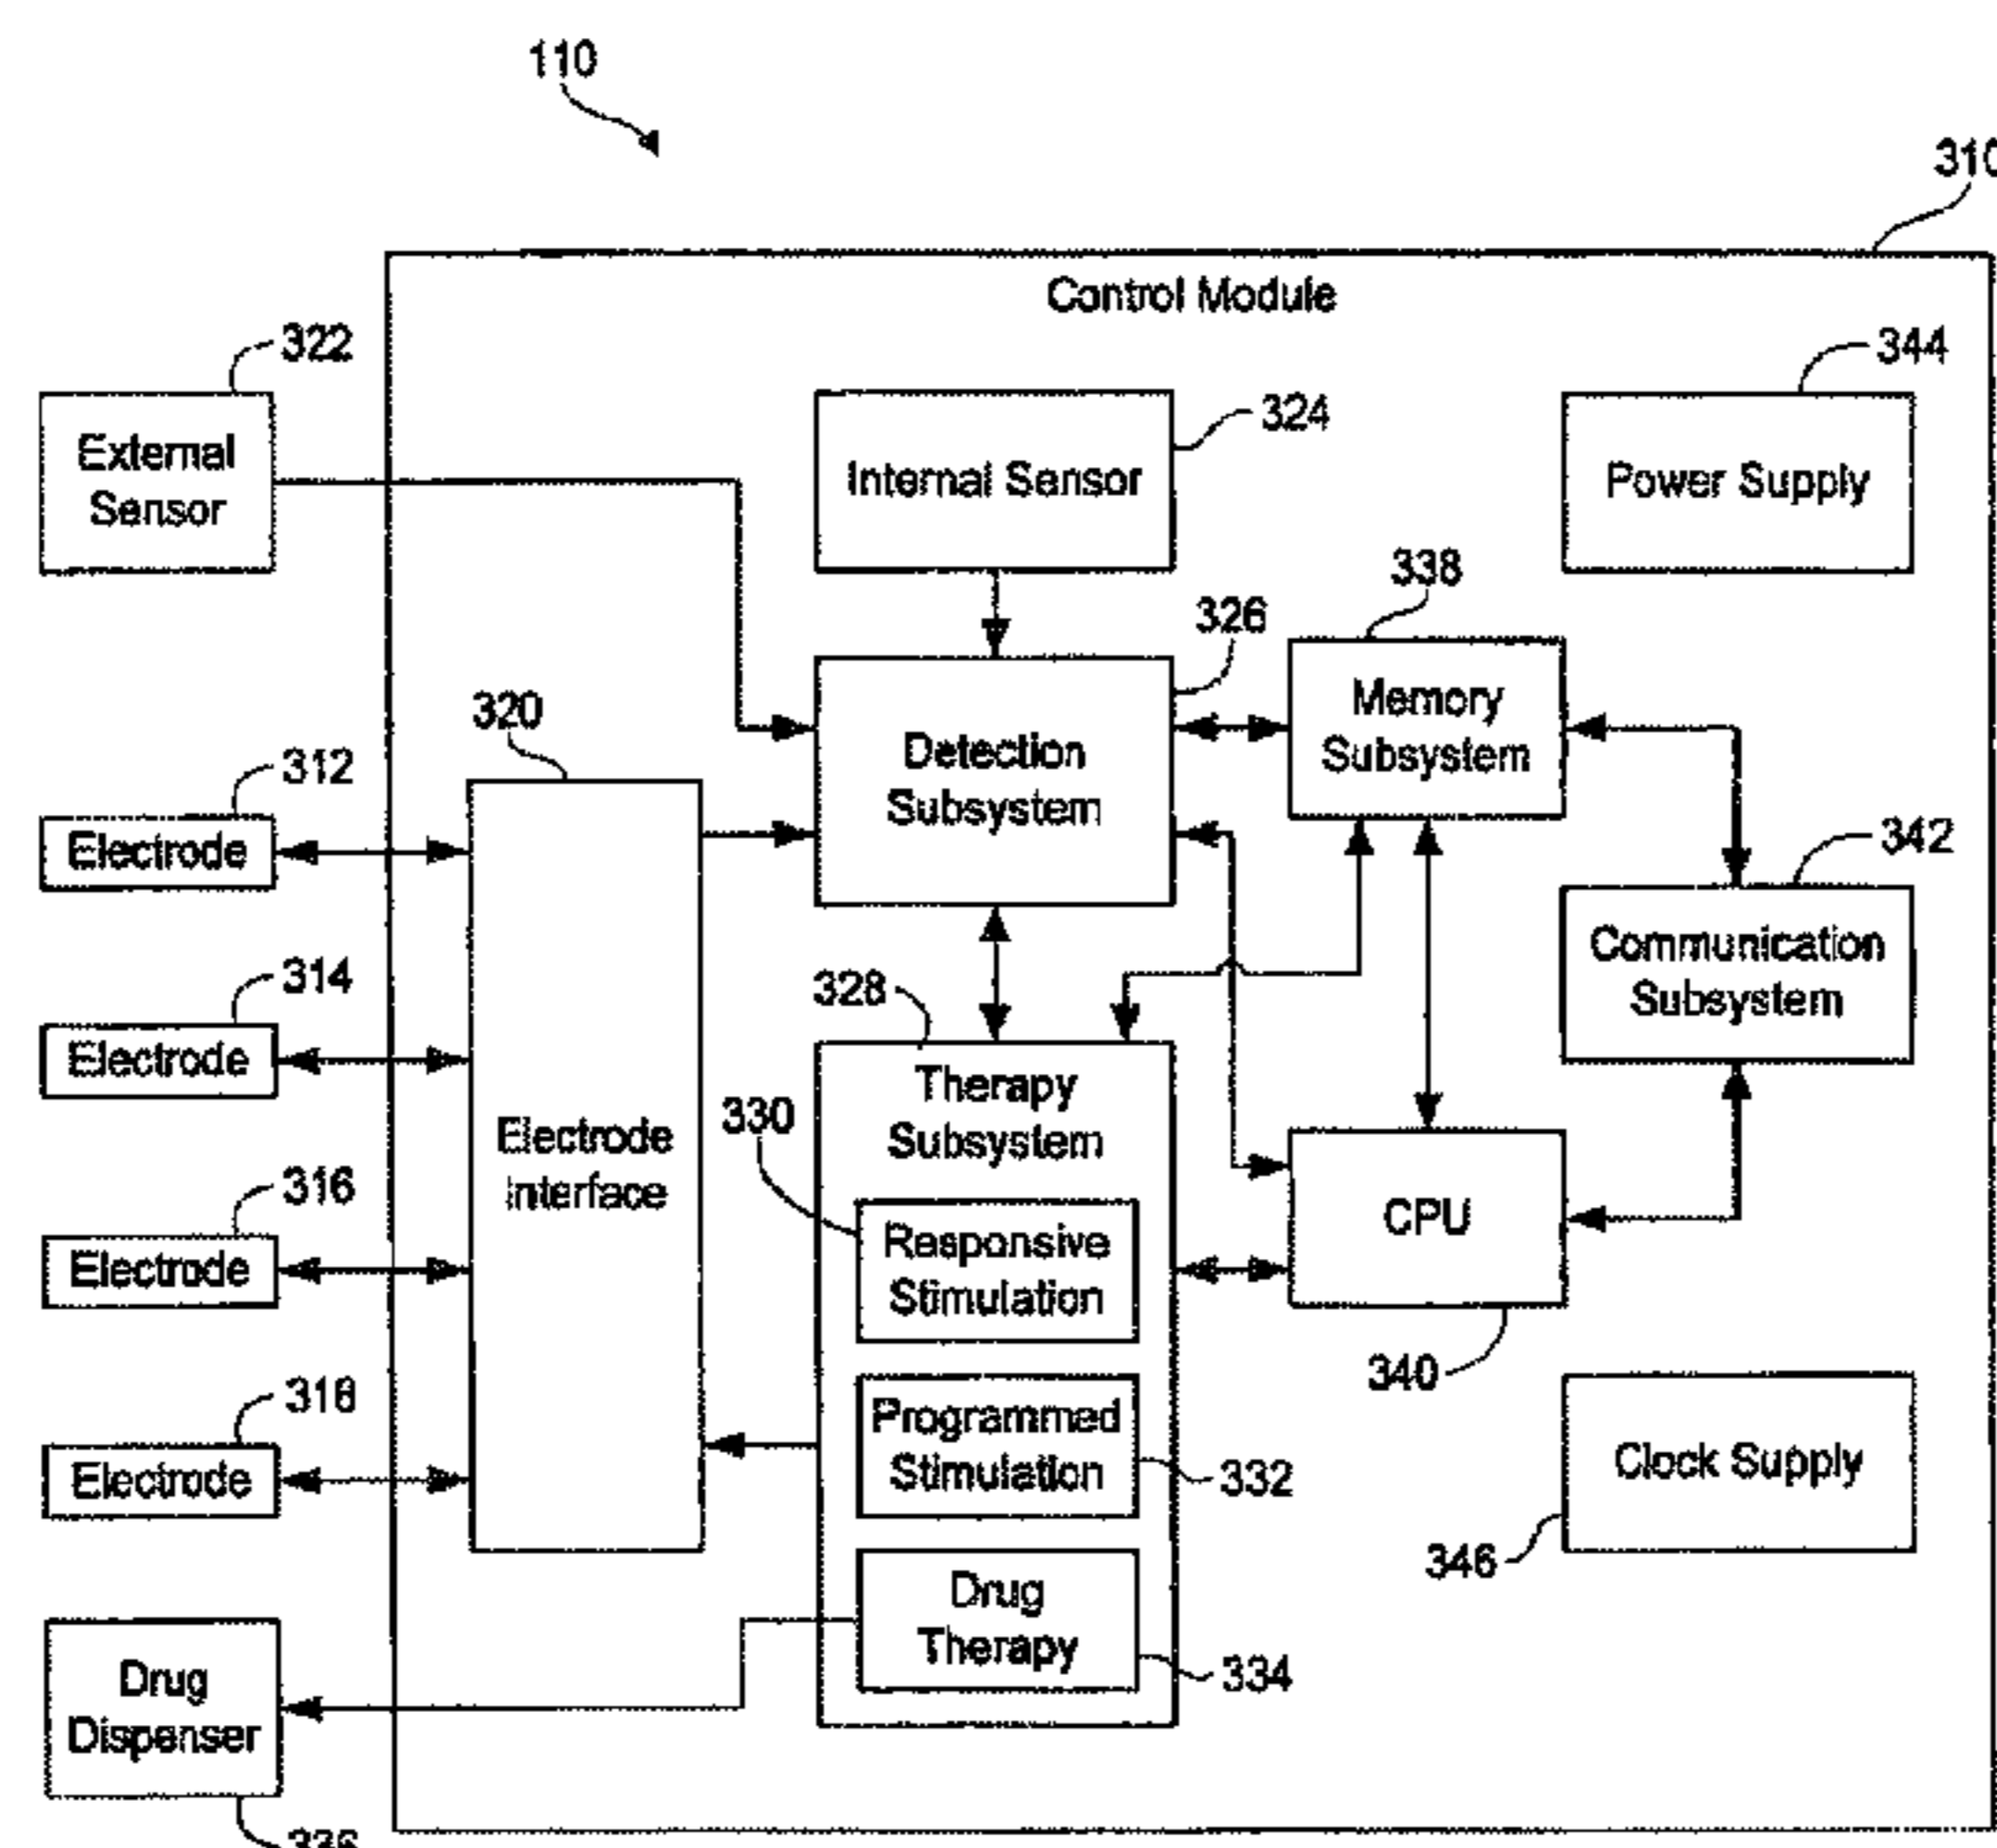 110
310
Control Module
322
External
Sensor
324
Internal Sensor
344
Power Supply
338
Memory
Subsystem
326
Detection
Subsystem
320
Electrode
Interface
312
Electrode
314
Electrode
316
Electrode
318
Electrode
342
Communication
Subsystem
328
Therapy
Subsystem
330
Responsive
Stimulation
Programmed
Stimulation
332
Drug
Therapy
334
CPU
340
Clock Supply
346
Drug
Dispenser